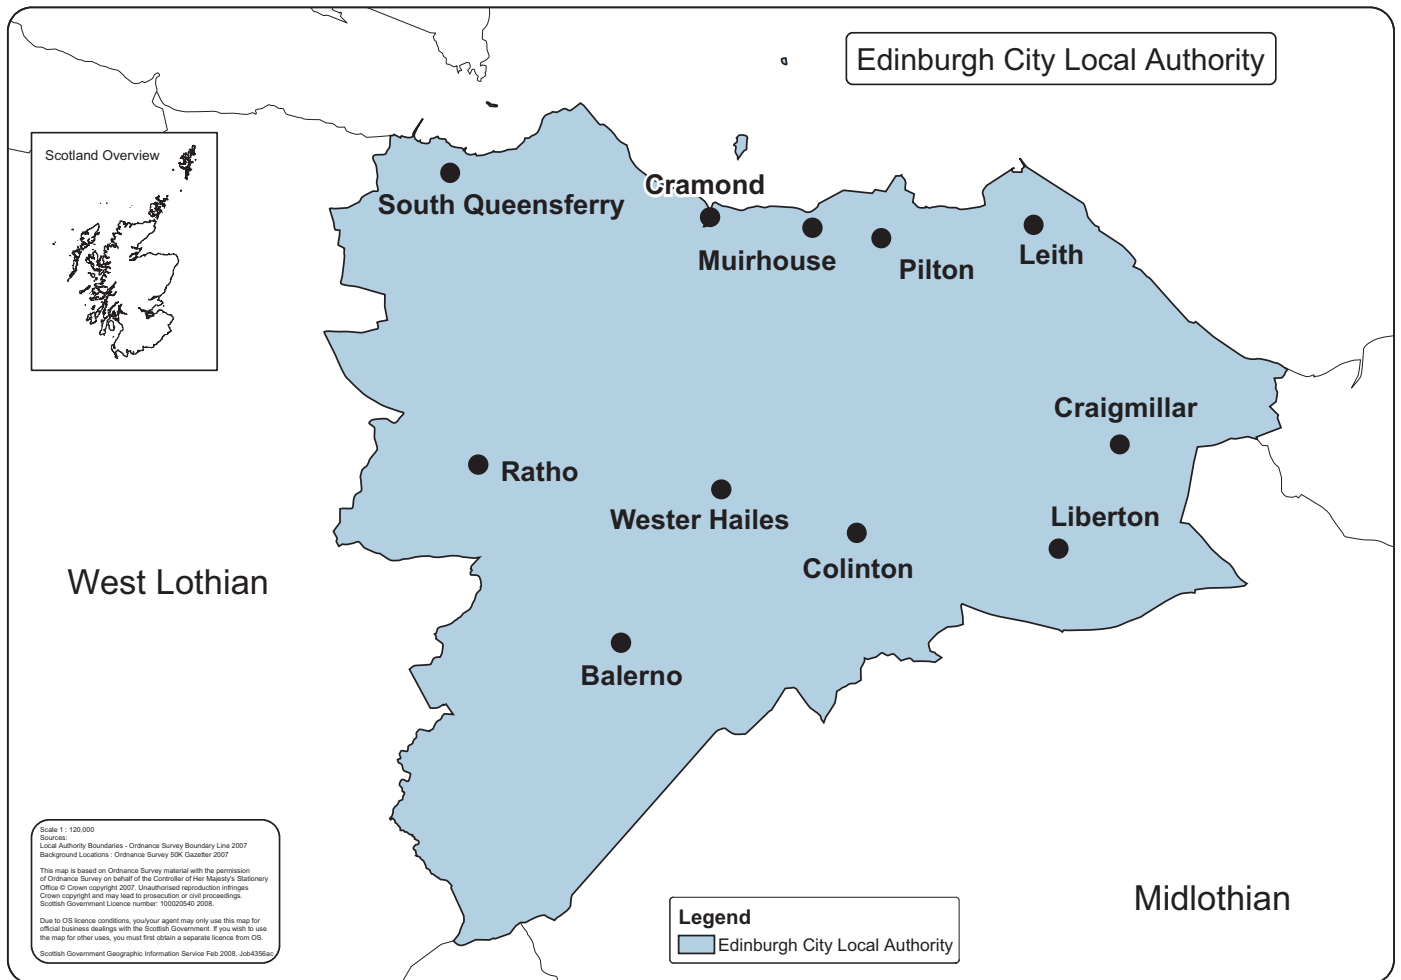 Edinburgh City Local Authority
Scotland Overview
Cramond
South Queensferry
Muirhouse
Pilton
Leith
Craigmillar
Ratho
Wester Hailes
Liberton
Colinton
West Lothian
Balerno
Midlothian
Scale 1 : 120,000
Sources:
Local Authority Boundaries - Ordnance Survey Boundary Line 2007
Background Locations : Ordnance Survey 50K Gazetter 2007
This map is based on Ordnance Survey material with the permission
of Ordnance Survey on behalf of the Controller of Her Majesty's Stationery
Office © Crown copyright 2007. Unauthorised reproduction infringes
Crown copyright and may lead to prosecution or civil proceedings.
Scottish Government Licence number: 100020540 2008.
Due to OS licence conditions, you/your agent may only use this map for
official business dealings with the Scottish Government. If you wish to use
the map for other uses, you must first obtain a separate licence from OS.
Scottish Government Geographic Information Service Feb 2008, Job4356ac
Legend
Edinburgh City Local Authority